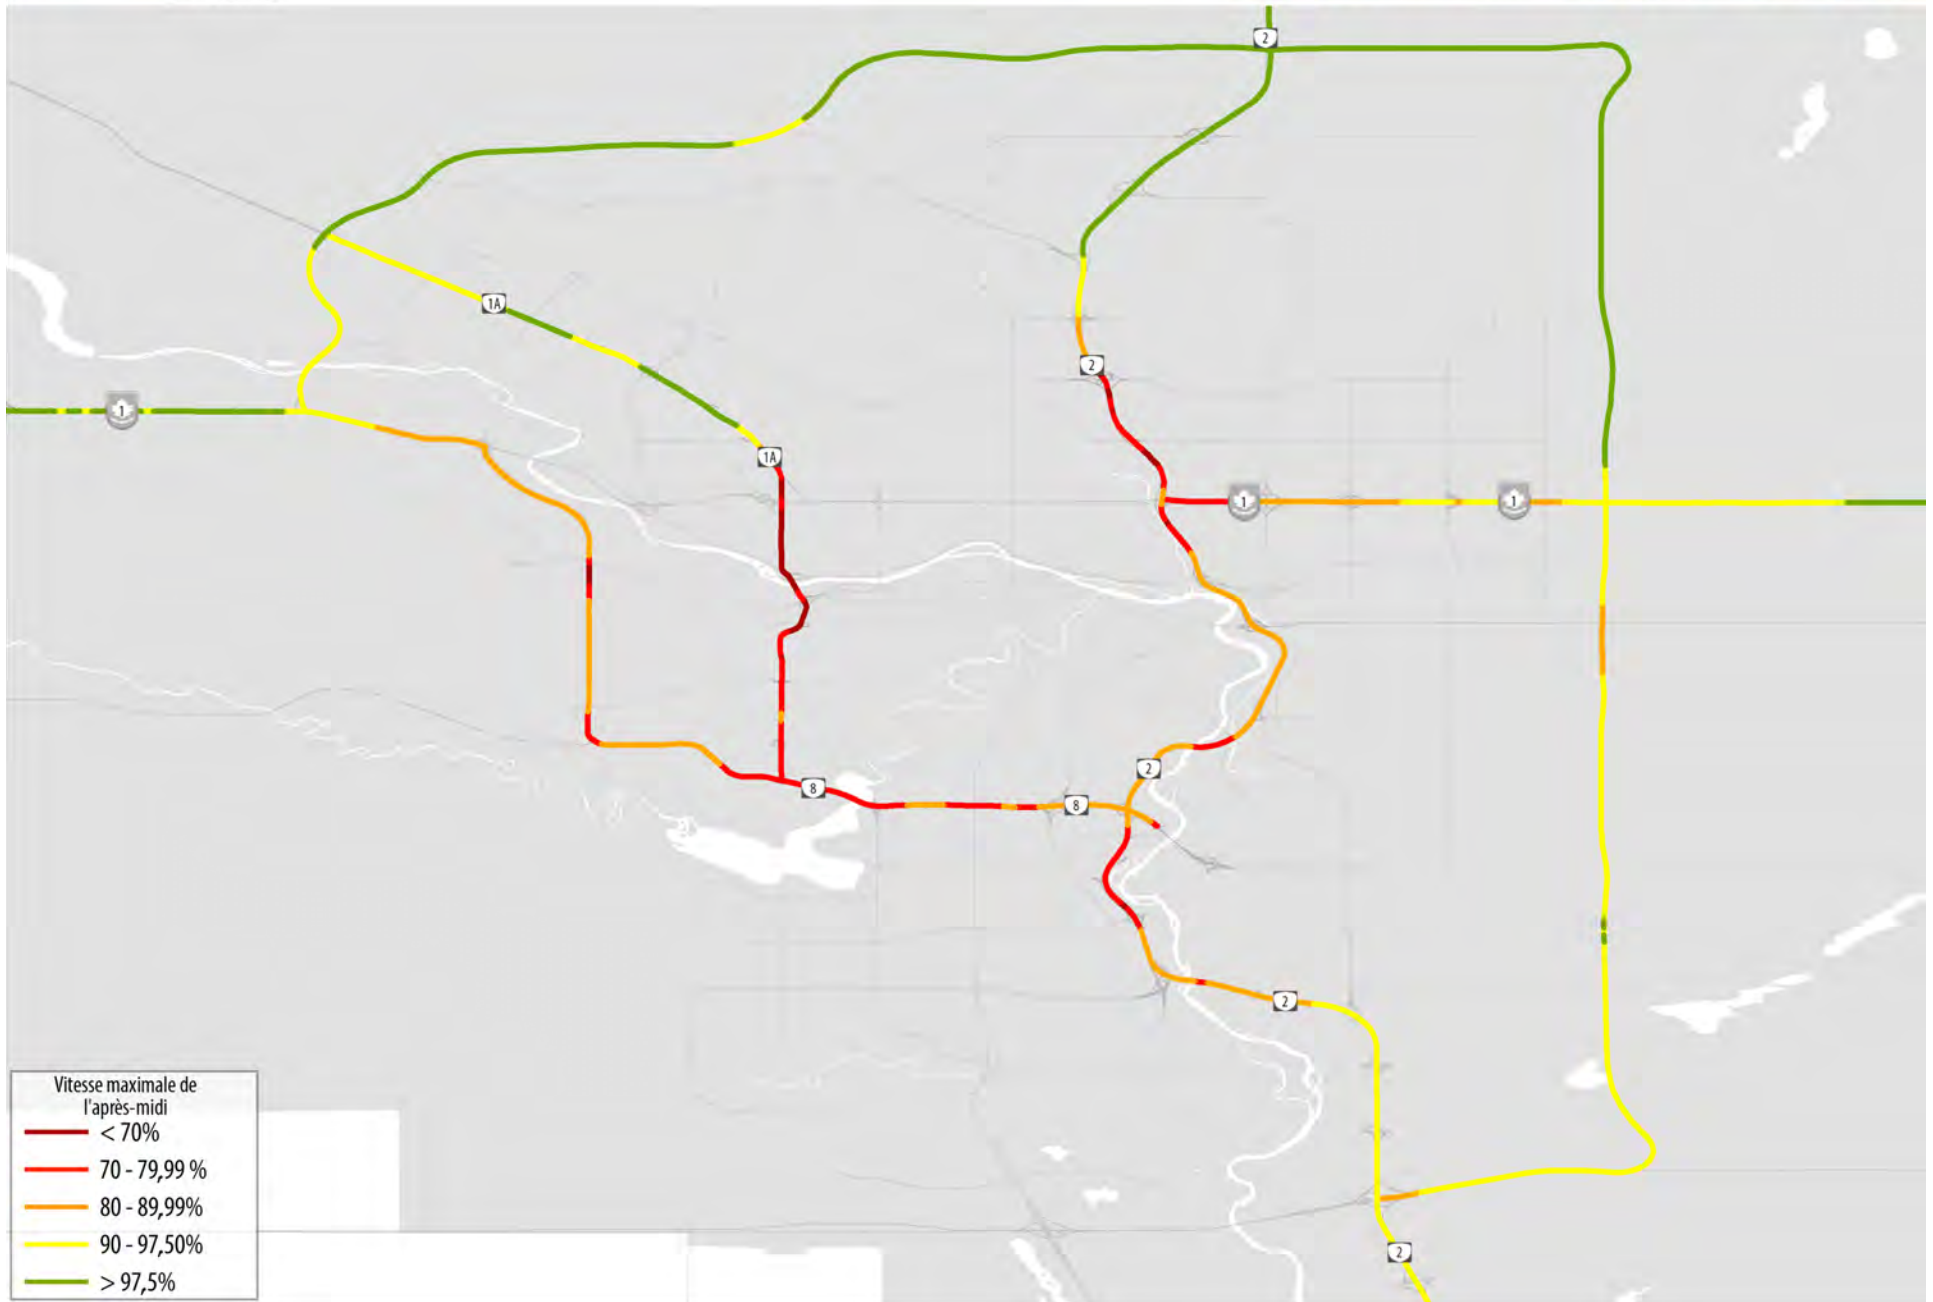 2
1A
2
1
1A
1
1
2
8
8
2
2
Vitesse maximale de
l'après-midi
< 70%
70 - 79,99 %
80 - 89,99%
90 - 97,50%
> 97,5%